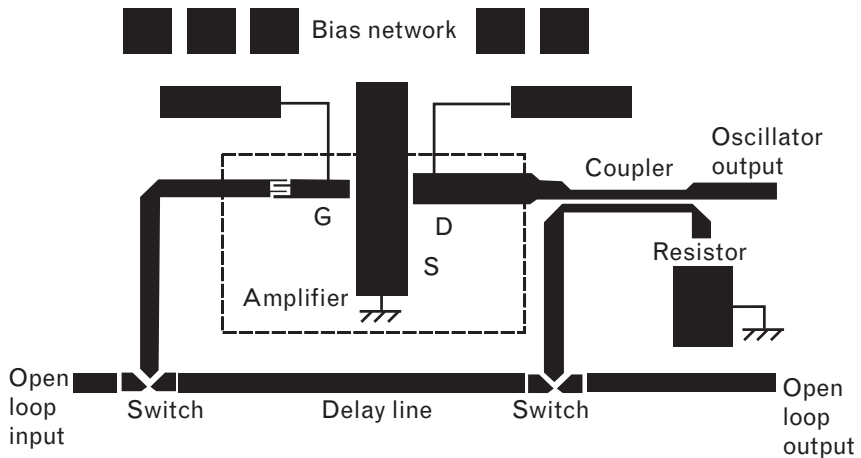 Bias network
Oscillator
output
Coupler
G
D
S
Resistor
Amplifier
Open
loop
input
Switch
Delay line
Switch
Open
loop
output